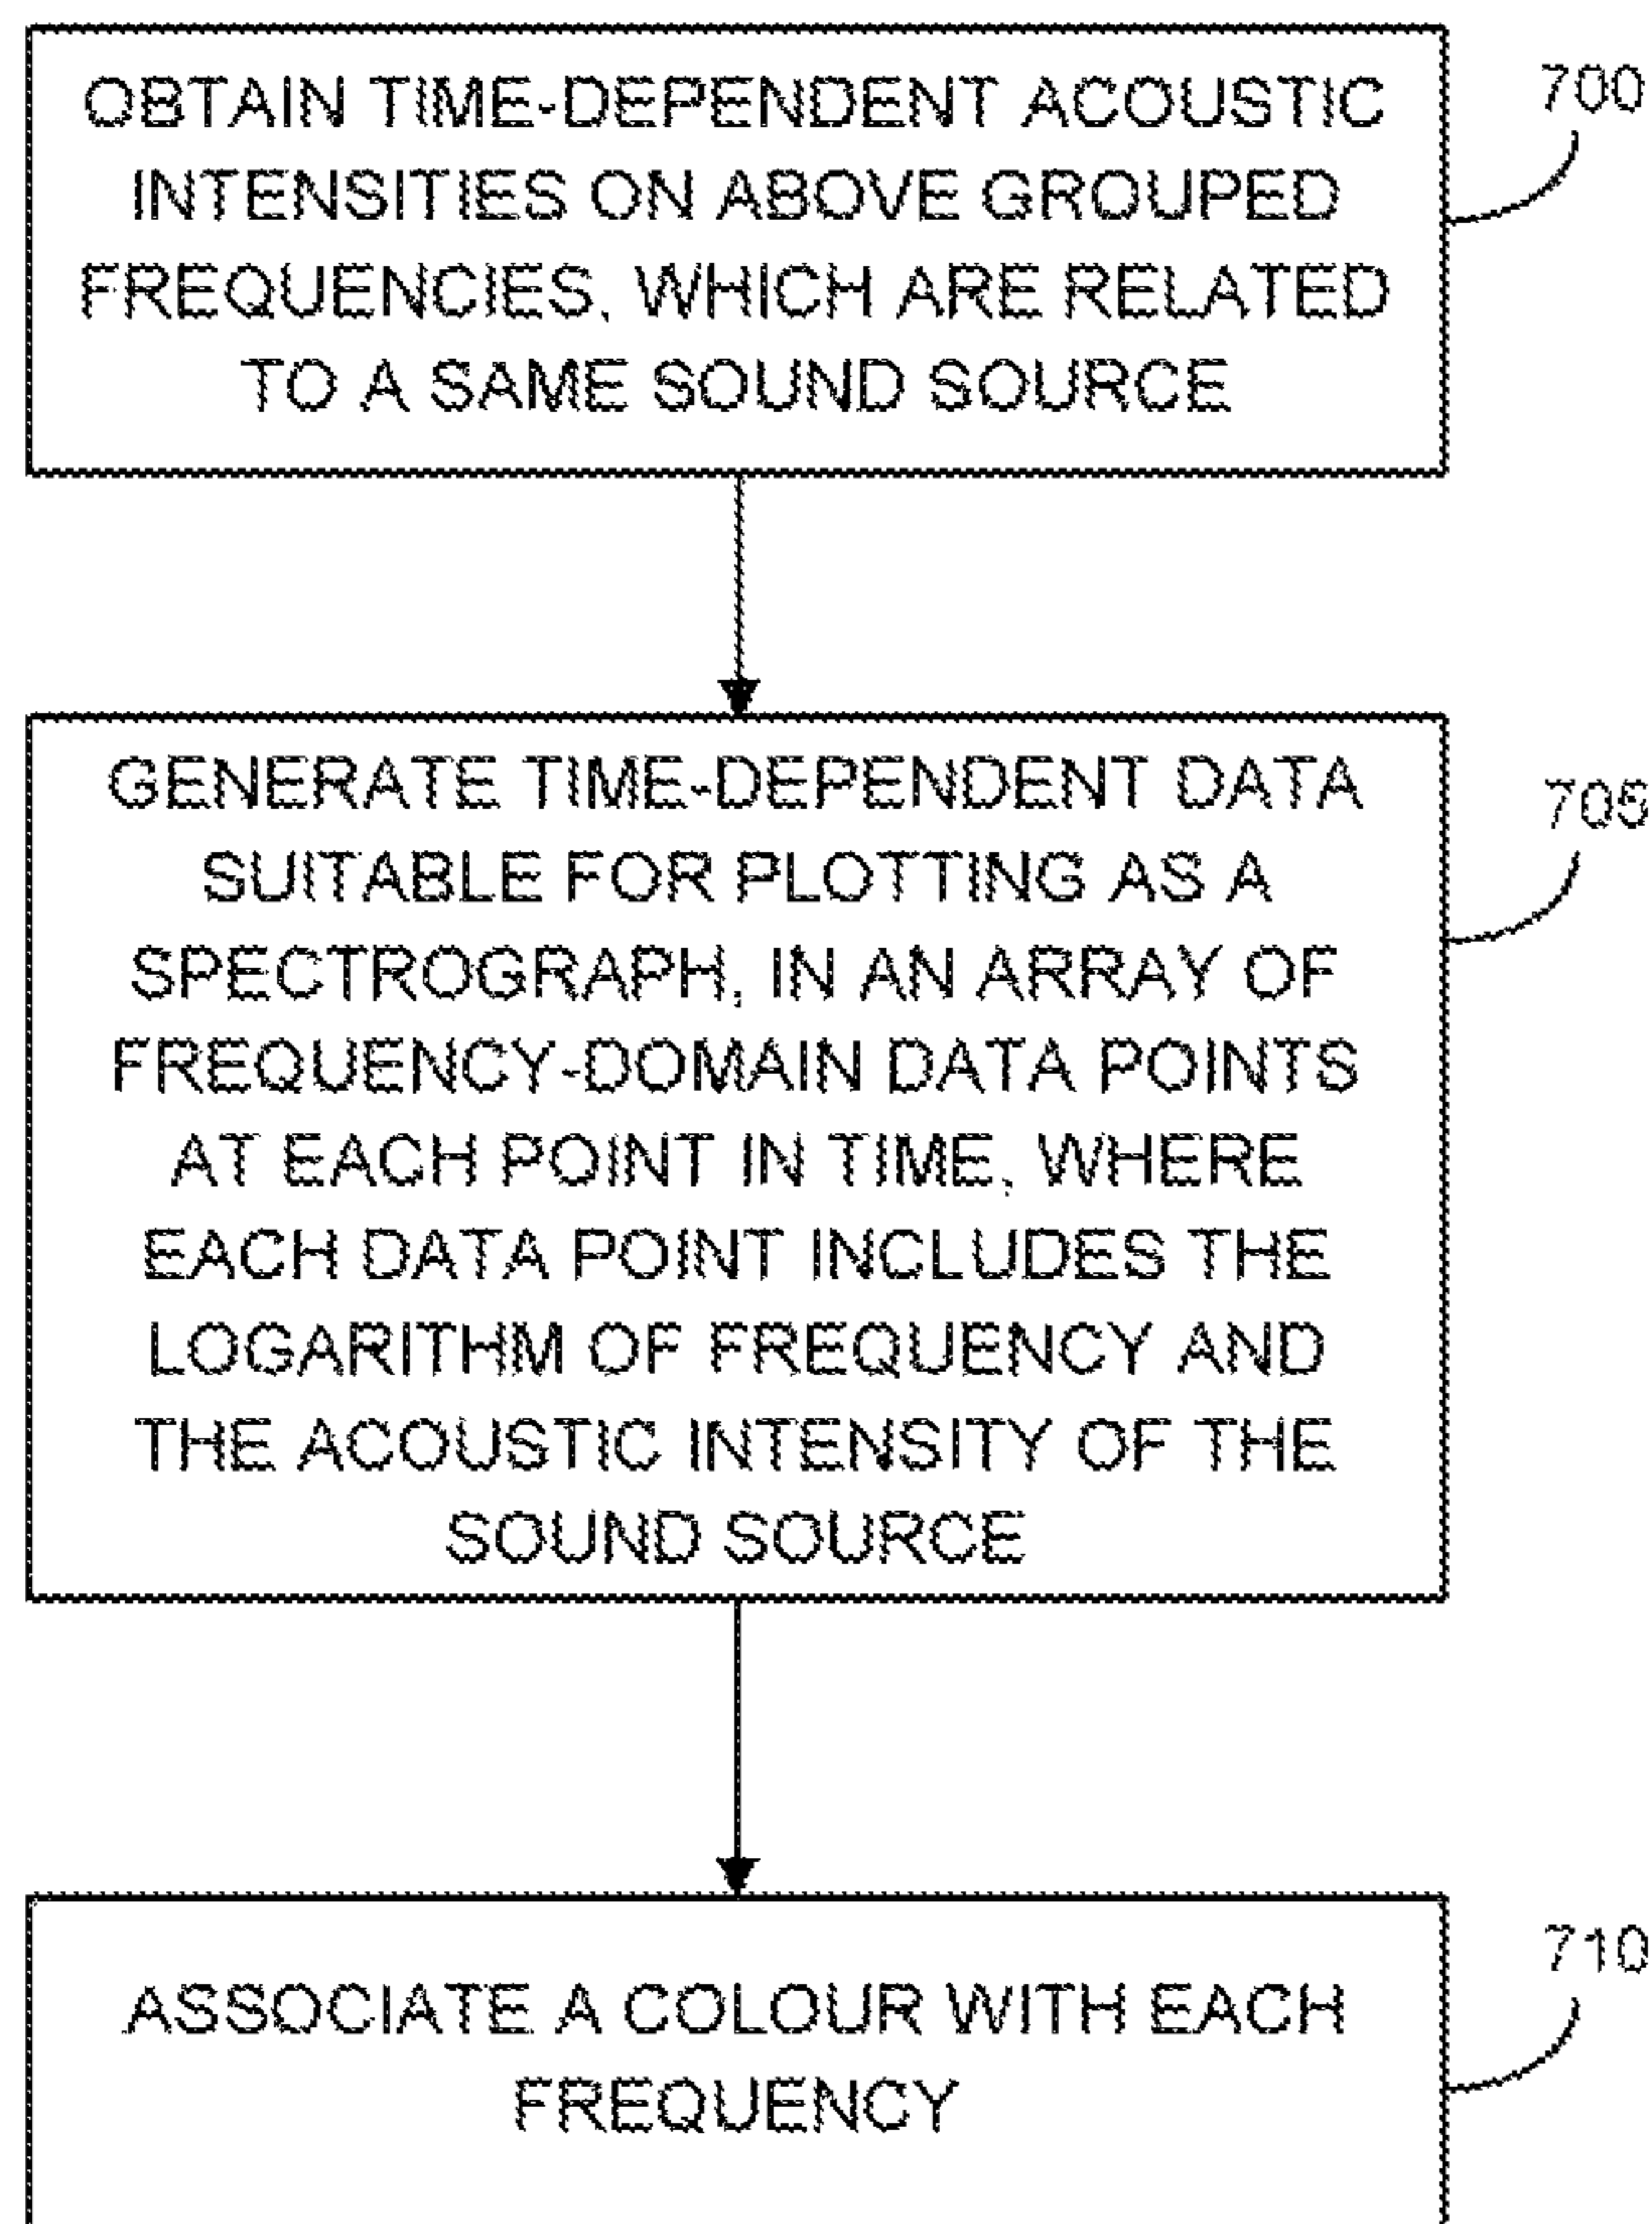 OBTAIN TIME-DEPENDENT ACOUSTIC
INTENSITIES ON ABOVE GROUPED
FREQUENCIES, WHICH ARE RELATED
TO A SAME SOUND SOURCE
700
GENERATE TIME-DEPENDENT DATA
SUITABLE FOR PLOTTING AS A
SPECTROGRAPH, IN AN ARRAY OF
FREQUENCY-DOMAIN DATA POINTS
AT EACH POINT IN TIME, WHERE
EACH DATA POINT INCLUDES THE
LOGARITHM OF FREQUENCY AND
THE ACOUSTIC INTENSITY OF THE
SOUND SOURCE
705
ASSOCIATE A COLOUR WITH EACH
FREQUENCY
710